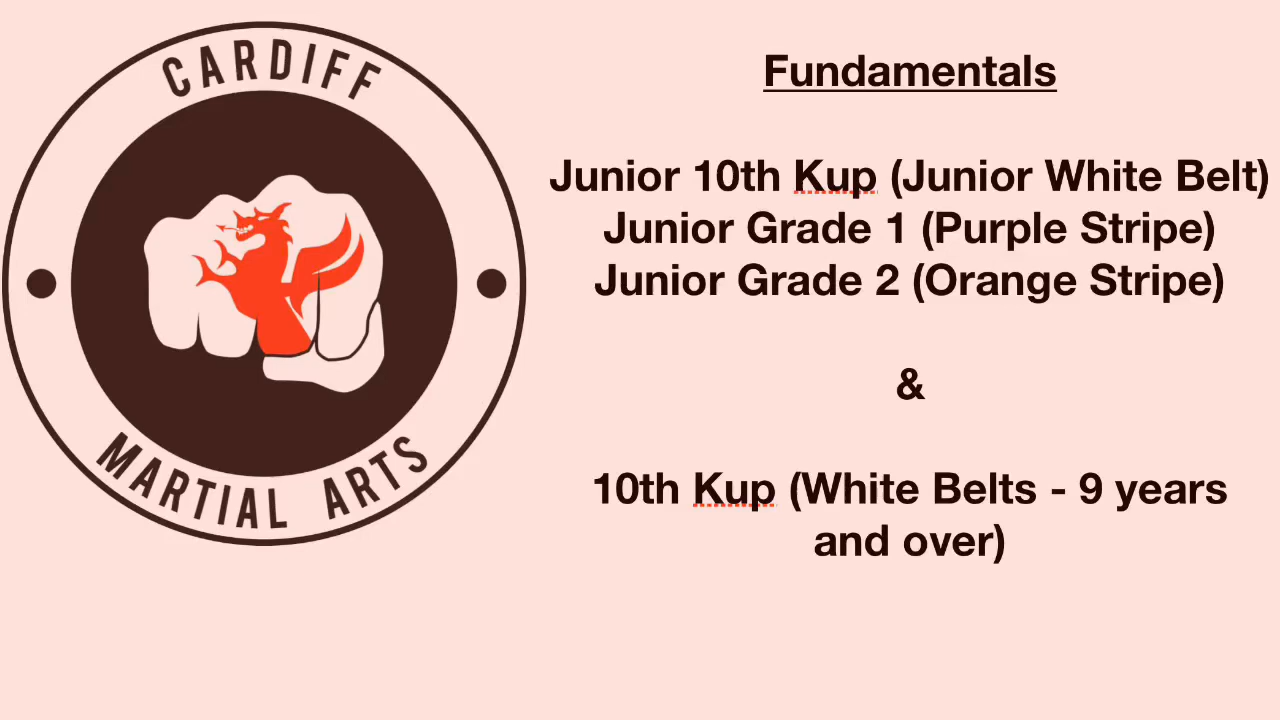 CARDIFF
MARTIAL ARTS
Fundamentals
Junior 10th Kup (Junior White Belt)
Junior Grade 1 (Purple Stripe)
Junior Grade 2 (Orange Stripe)
&
10th Kup (White Belts - 9 years
and over)